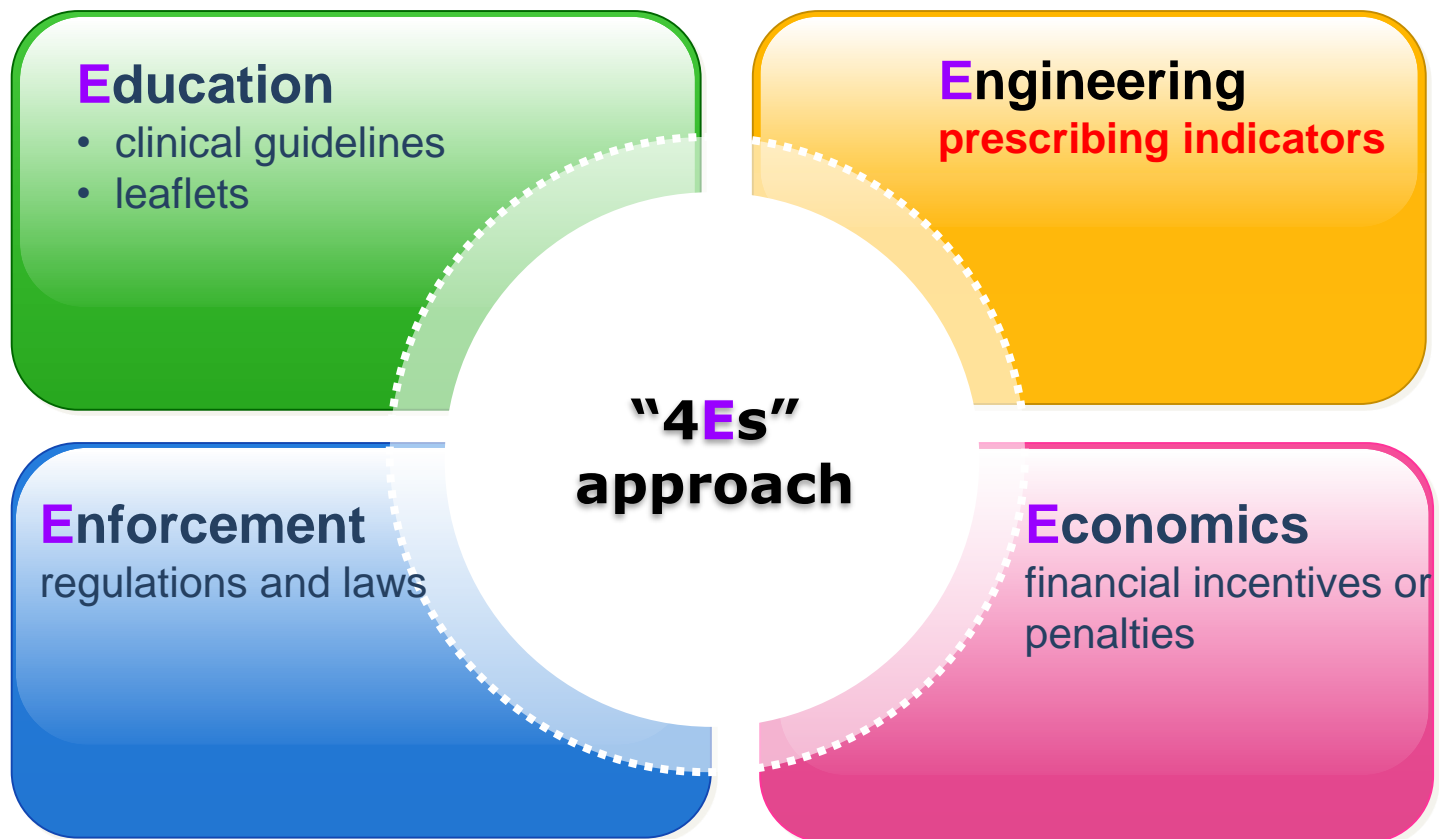 Education
• clinical guidelines
• leaflets
Engineering
prescribing indicators
“4Es”
approach
Enforcement
regulations and laws
Economics
financial incentives or
penalties